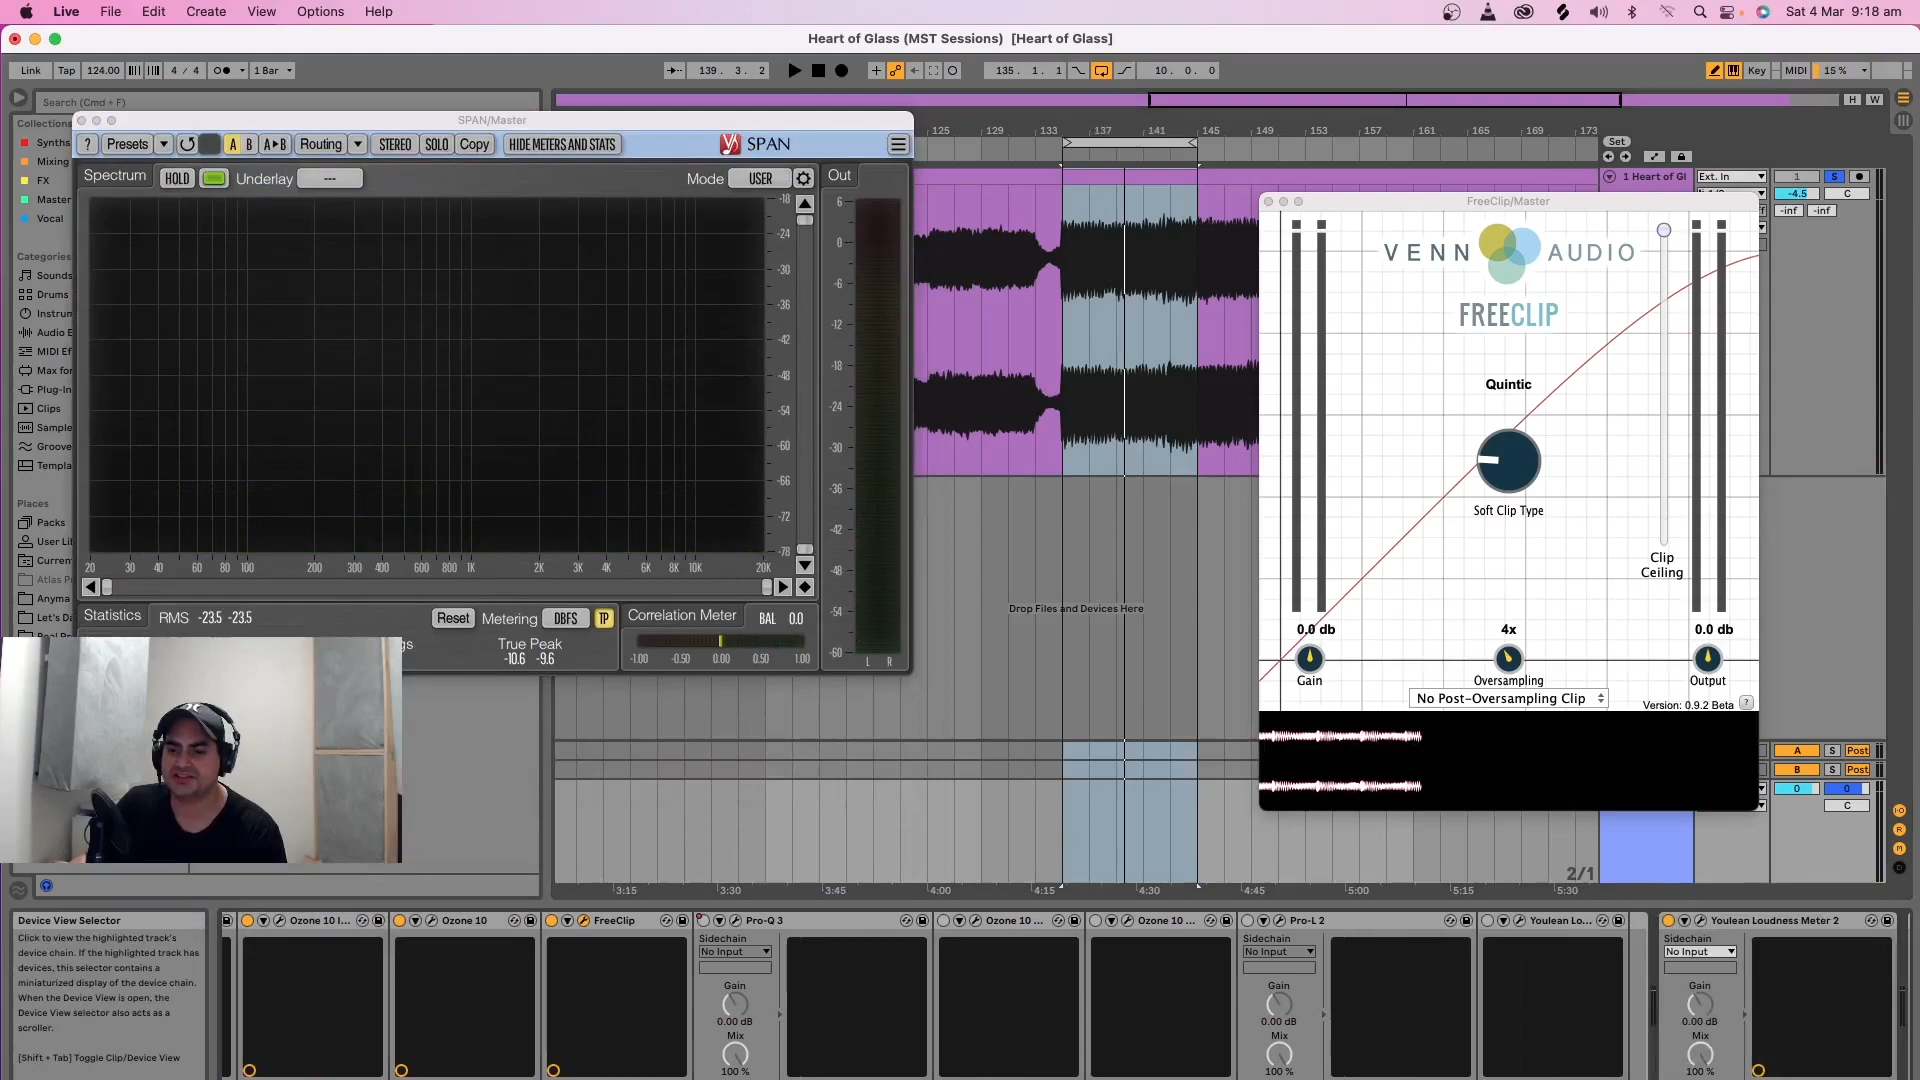 Live File Edit Create View Options Help Sat 4 Mar 9:18 am
Heart of Glass (MST Sessions) [Heart of Glass]
Link Tap 124.00 4 / 4 1 Bar 139. 3. 2 135. 1. 1 10. 0. 0 Key MIDI 15 %
Search (Cmd + F) H W
Collections
Synths
Mixing
FX
Master
Vocal
Categories
Sounds
Drums
Instrum
Audio E
MIDI Ef
Max for
Plug-In
Clips
Sample
Groove
Templa
Places
Packs
User Lib
Curren
Atlas P
Anyma
Let's Da
SPAN/Master
? Presets A B A▸B Routing STEREO SOLO Copy HIDE METERS AND STATS SPAN
Spectrum HOLD Underlay --- Mode USER Out
-18
-24
-30
-36
-42
-48
-54
-60
-66
-72
-78
20 30 40 60 80 100 200 300 400 600 800 1K 2K 3K 4K 6K 8K 10K 20K
6
0
-6
-12
-18
-24
-30
-36
-42
-48
-54
-60
L R
Statistics RMS -23.5 -23.5 Reset Metering DBFS TP Correlation Meter BAL 0.0
gs True Peak
-10.6 -9.6
-1.00 -0.50 0.00 0.50 1.00
125 129 133 137 141 145 149 153 157 161 165 169 173
Set
1 Heart of Gl Ext. In 1 S
-4.5 C
-inf -inf
Drop Files and Devices Here
FreeClip/Master
VENN AUDIO
FREECLIP
Quintic
Soft Clip Type
Clip
Ceiling
0.0 db 4x 0.0 db
Gain Oversampling Output
No Post-Oversampling Clip Version: 0.9.2 Beta ?
A S Post
B S Post
0 0
C
2/1
3:15 3:30 3:45 4:00 4:15 4:30 4:45 5:00 5:15 5:30
Device View Selector
Click to view the highlighted track's
device chain. If the highlighted track has
devices, this selector contains a
miniaturized display of the device chain.
When the Device View is open, the
Device View selector also acts as a
scroller.
[Shift + Tab] Toggle Clip/Device View
Ozone 10 I... Ozone 10 FreeClip Pro-Q 3 Ozone 10 ... Ozone 10 ... Pro-L 2 Youlean Lo... Youlean Loudness Meter 2
Sidechain
No Input
Gain
0.00 dB
Mix
100 %
Sidechain
No Input
Gain
0.00 dB
Mix
100 %
Sidechain
No Input
Gain
0.00 dB
Mix
100 %